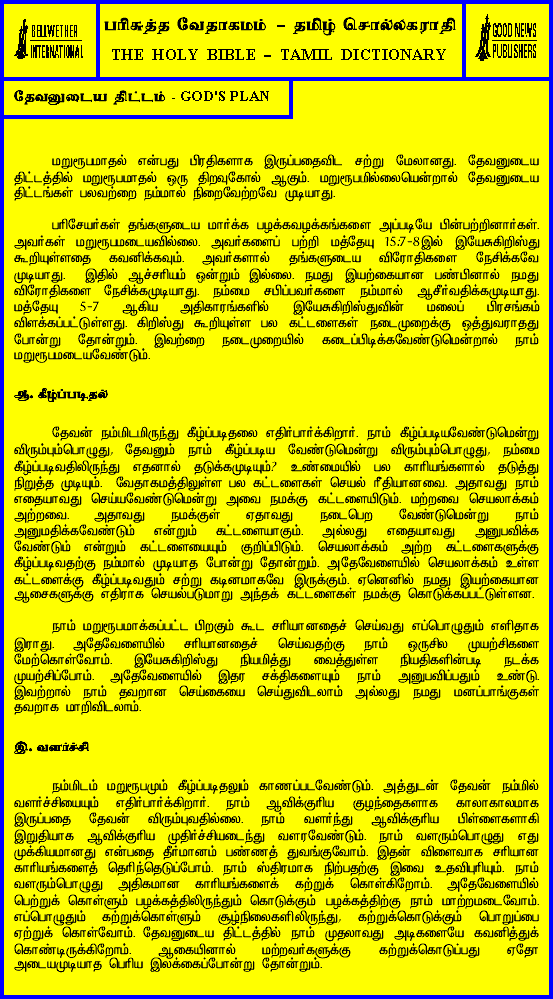 BELLWETHER
INTERNATIONAL
பரிசுத்த வேதாகமம் – தமிழ் சொல்லகராதி
THE HOLY BIBLE – TAMIL DICTIONARY
GOOD NEWS
PUBLISHERS
தேவனுடைய திட்டம் - GOD'S PLAN
மறுரூபமாதல் என்பது பிரதிகளாக இருப்பதைவிட சற்று மேலானது. தேவனுடைய
திட்டத்தில் மறுரூபமாதல் ஒரு திறவுகோல் ஆகும். மறுரூபமில்லையென்றால் தேவனுடைய
திட்டங்கள் பலவற்றை நம்மால் நிறைவேற்றவே முடியாது.
பரிசேயர்கள் தங்களுடைய மார்க்க பழக்கவழக்கங்களை அப்படியே பின்பற்றினார்கள்.
அவர்கள் மறுரூபமடையவில்லை. அவர்களைப் பற்றி மத்தேயு 15:7-8இல் இயேசுகிறிஸ்து
கூறியுள்ளதை கவனிக்கவும். அவர்களால் தங்களுடைய விரோதிகளை நேசிக்கவே
முடியாது. இதில் ஆச்சரியம் ஒன்றும் இல்லை. நமது இயற்கையான பண்பினால் நமது
விரோதிகளை நேசிக்கமுடியாது. நம்மை சபிப்பவர்களை நம்மால் ஆசீர்வதிக்கமுடியாது.
மத்தேயு 5-7 ஆகிய அதிகாரங்களில் இயேசுகிறிஸ்துவின் மலைப் பிரசங்கம்
விளக்கப்பட்டுள்ளது. கிறிஸ்து கூறியுள்ள பல கட்டளைகள் நடைமுறைக்கு ஒத்துவராதது
போன்று தோன்றும். இவற்றை நடைமுறையில் கடைப்பிடிக்கவேண்டுமென்றால் நாம்
மறுரூபமடையவேண்டும்.
ஆ. கீழ்ப்படிதல்
தேவன் நம்மிடமிருந்து கீழ்ப்படிதலை எதிர்பார்க்கிறார். நாம் கீழ்ப்படியவேண்டுமென்று
விரும்பும்பொழுது, தேவனும் நாம் கீழ்ப்படிய வேண்டுமென்று விரும்பும்பொழுது, நம்மை
கீழ்ப்படிவதிலிருந்து எதனால் தடுக்கமுடியும்? உண்மையில் பல காரியங்களால் தடுத்து
நிறுத்த முடியும். வேதாகமத்திலுள்ள பல கட்டளைகள் செயல் ரீதியானவை. அதாவது நாம்
எதையாவது செய்யவேண்டுமென்று அவை நமக்கு கட்டளையிடும். மற்றவை செயலாக்கம்
அற்றவை. அதாவது நமக்குள் ஏதாவது நடைபெற வேண்டுமென்று நாம்
அனுமதிக்கவேண்டும் என்றும் கட்டளையாகும். அல்லது எதையாவது அனுபவிக்க
வேண்டும் என்றும் கட்டளையையும் குறிப்பிடும். செயலாக்கம் அற்ற கட்டளைகளுக்கு
கீழ்ப்படிவதற்கு நம்மால் முடியாத போன்று தோன்றும். அதேவேளையில் செயலாக்கம் உள்ள
கட்டளைக்கு கீழ்ப்படிவதும் சற்று கடினமாகவே இருக்கும். ஏனெனில் நமது இயற்கையான
ஆசைகளுக்கு எதிராக செயல்படுமாறு அந்தக் கட்டளைகள் நமக்கு கொடுக்கப்பட்டுள்ளன.
நாம் மறுரூபமாக்கப்பட்ட பிறகும் கூட சரியானதைச் செய்வது எப்பொழுதும் எளிதாக
இராது. அதேவேளையில் சரியானதைச் செய்வதற்கு நாம் ஒருசில முயற்சிகளை
மேற்கொள்வோம். இயேசுகிறிஸ்து நியமித்து வைத்துள்ள நியதிகளின்படி நடக்க
முயற்சிப்போம். அதேவேளையில் இதர சக்திகளையும் நாம் அனுபவிப்பதும் உண்டு.
இவற்றால் நாம் தவறான செய்கையை செய்துவிடலாம் அல்லது நமது மனப்பாங்குகள்
தவறாக மாறிவிடலாம்.
இ. வளர்ச்சி
நம்மிடம் மறுரூபமும் கீழ்ப்படிதலும் காணப்படவேண்டும். அத்துடன் தேவன் நம்மில்
வளர்ச்சியையும் எதிர்பார்க்கிறார். நாம் ஆவிக்குரிய குழந்தைகளாக காலாகாலமாக
இருப்பதை தேவன் விரும்புவதில்லை. நாம் வளர்ந்து ஆவிக்குரிய பிள்ளைகளாகி
இறுதியாக ஆவிக்குரிய முதிர்ச்சியடைந்து வளரவேண்டும். நாம் வளரும்பொழுது எது
முக்கியமானது என்பதை தீர்மானம் பண்ணத் துவங்குவோம். இதன் விளைவாக சரியான
காரியங்களைத் தெரிந்தெடுப்போம். நாம் ஸ்திரமாக நிற்பதற்கு இவை உதவிபுரியும். நாம்
வளரும்பொழுது அதிகமான காரியங்களைக் கற்றுக் கொள்கிறோம். அதேவேளையில்
பெற்றுக் கொள்ளும் பழக்கத்திலிருந்தும் கொடுக்கும் பழக்கத்திற்கு நாம் மாற்றமடைவோம்.
எப்பொழுதும் கற்றுக்கொள்ளும் சூழ்நிலைகளிலிருந்து, கற்றுக்கொடுக்கும் பொறுப்பை
ஏற்றுக் கொள்வோம். தேவனுடைய திட்டத்தில் நாம் முதலாவது அடிகளையே கவனித்துக்
கொண்டிருக்கிறோம். ஆகையினால் மற்றவர்களுக்கு கற்றுக்கொடுப்பது ஏதோ
அடையமுடியாத பெரிய இலக்கைப்போன்று தோன்றும்.